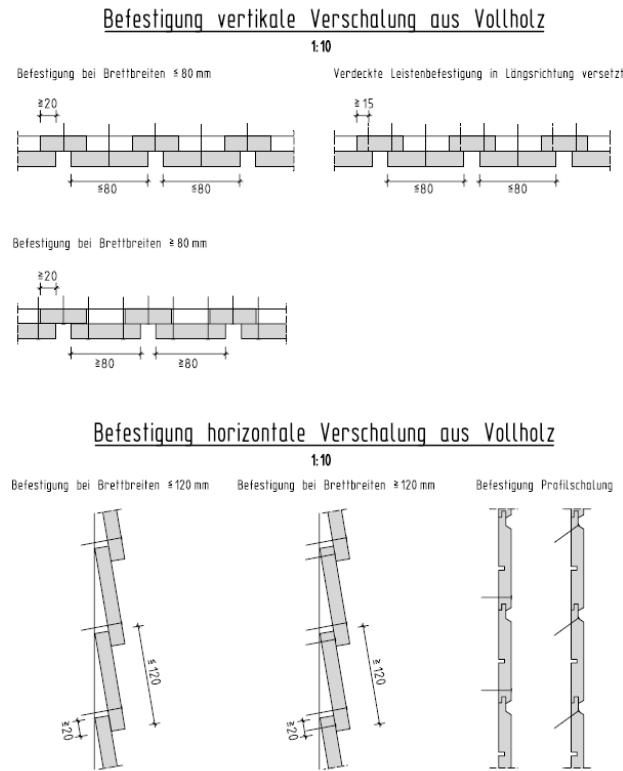 Befestigung vertikale Verschalung aus Vollholz
1:10
Befestigung bei Brettbreiten ≤ 80 mm
Verdeckte Leistenbefestigung in Längsrichtung versetzt
≥20
≥15
≤80
≤80
≤80
≤80
Befestigung bei Brettbreiten ≥ 80 mm
≥20
≥80
≥80
Befestigung horizontale Verschalung aus Vollholz
1:10
Befestigung bei Brettbreiten ≤ 120 mm
Befestigung bei Brettbreiten ≥ 120 mm
Befestigung Profilschalung
≤ 120
≥ 120
≥20
≥20